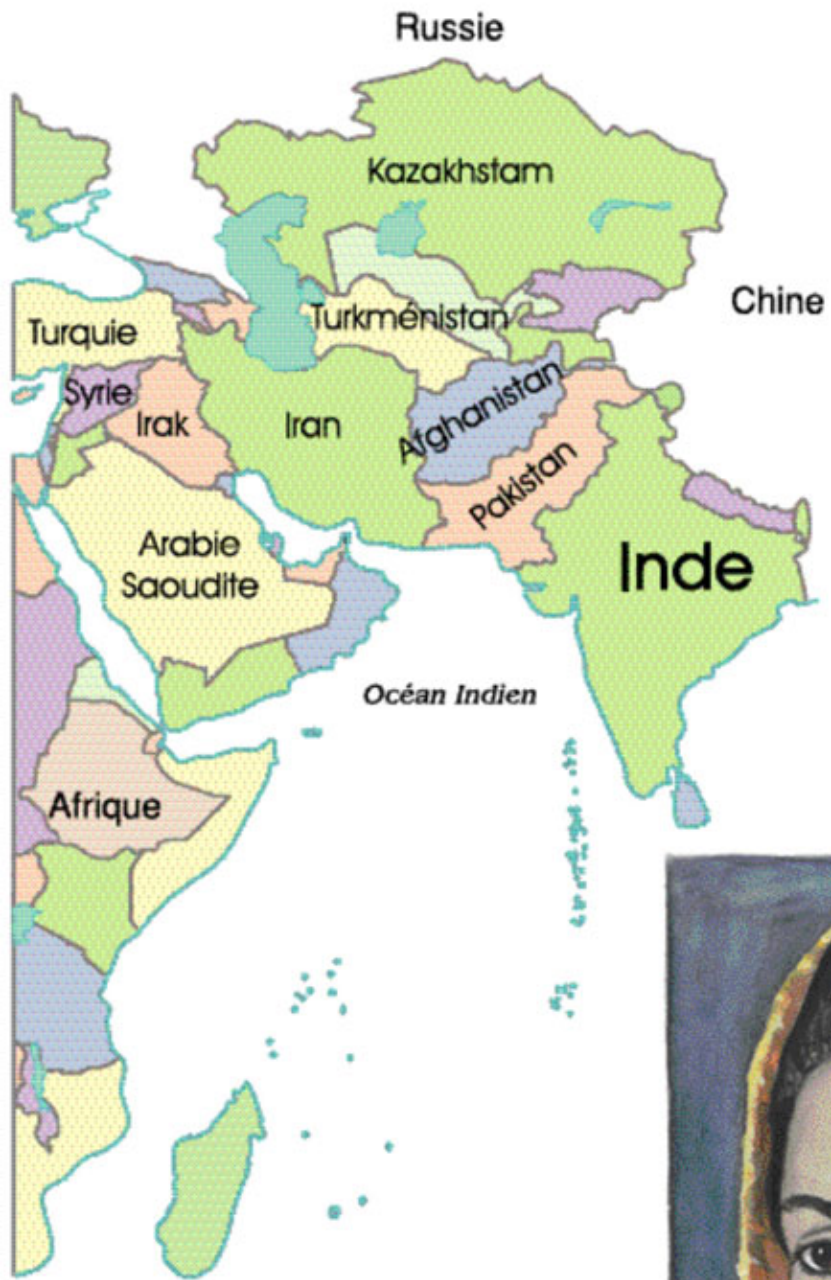 Russie
Kazakhstam
Chine
Turkménistan
Turquie
Syrie
Irak
Iran
Afghanistan
Pakistan
Arabie
Saoudite
Inde
Océan Indien
Afrique